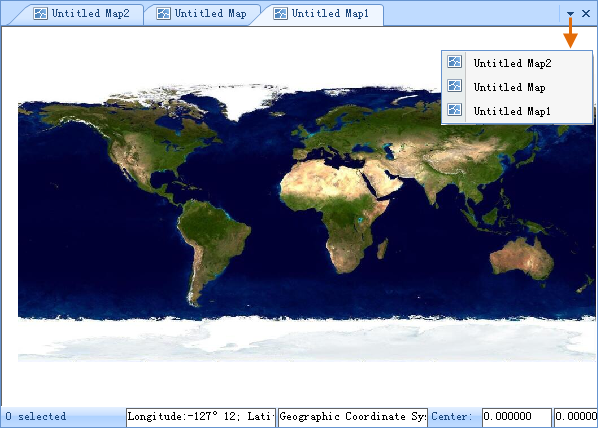 Untitled Map2 Untitled Map Untitled Map1
Untitled Map2
Untitled Map
Untitled Map1
0 selected Longitude:-127° 12; Lati Geographic Coordinate Sys Center: 0.000000 0.00000